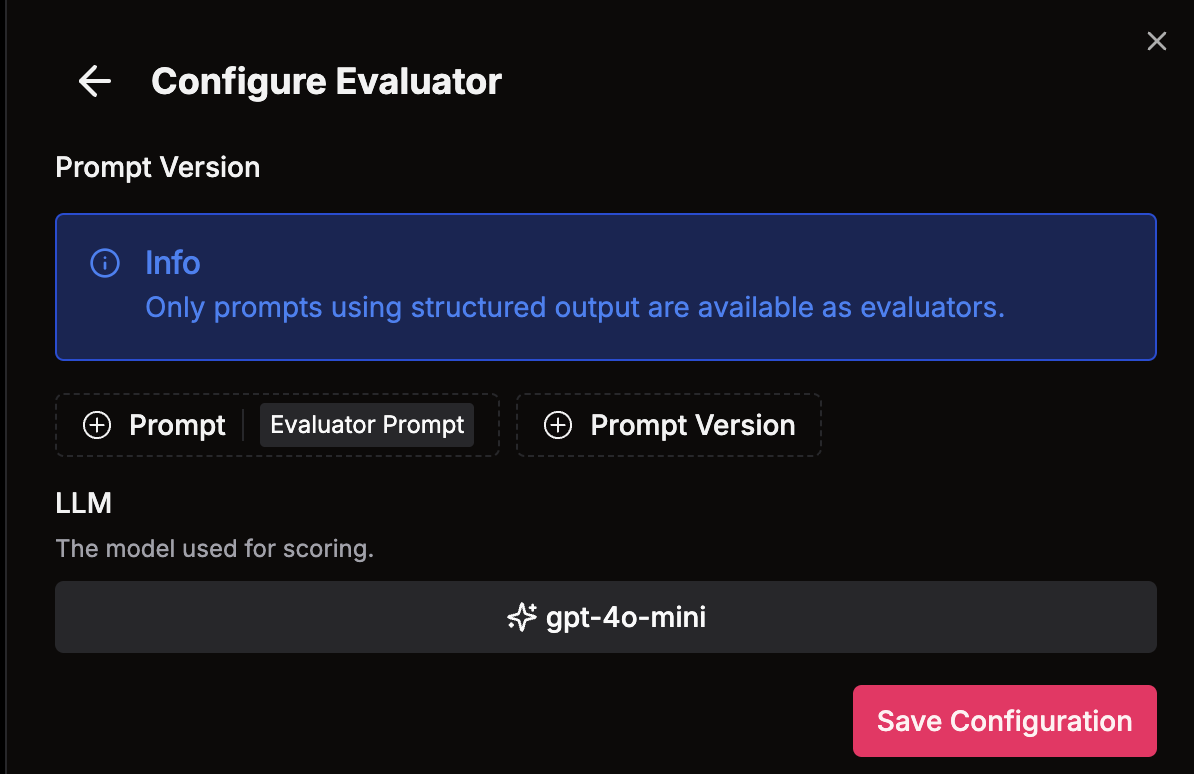 Configure Evaluator
Prompt Version
Info
Only prompts using structured output are available as evaluators.
Prompt Evaluator Prompt Prompt Version
LLM
The model used for scoring.
gpt-4o-mini
Save Configuration